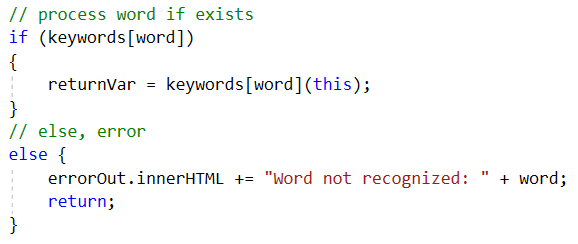 // process word if exists
if (keywords[word])
{
    returnVar = keywords[word](this);
}
// else, error
else {
    errorOut.innerHTML += "Word not recognized: " + word;
    return;
}